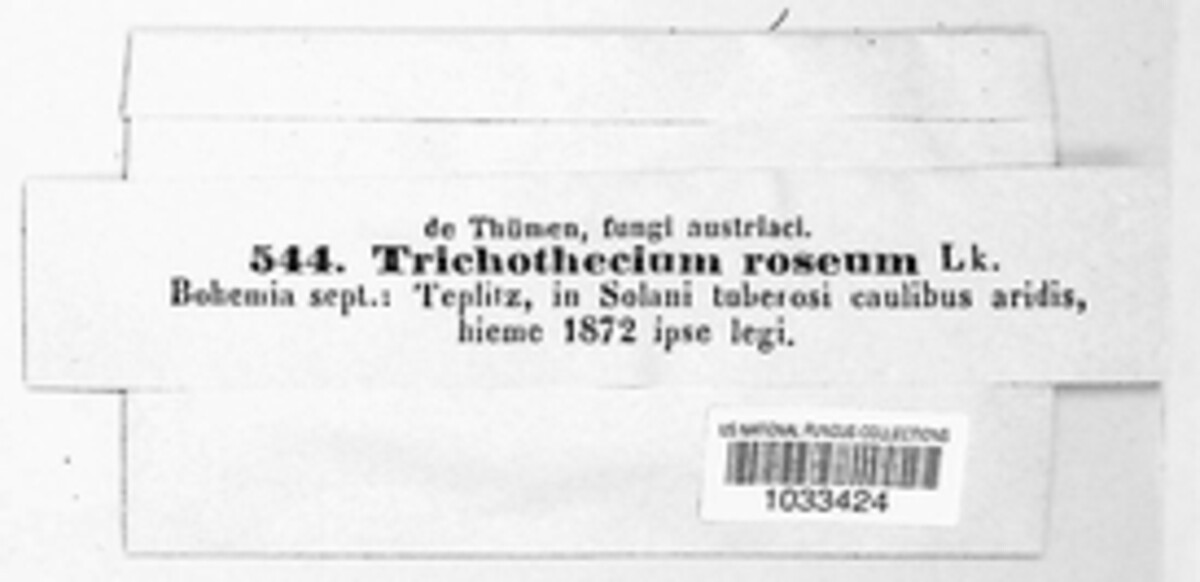 de Thümen, fungi austriaci.
544. Trichothecium roseum Lk.
Bohemia sept.: Teplitz, in Solani tuberosi caulibus aridis,
hieme 1872 ipse legi.
US NATIONAL FUNGUS COLLECTIONS
1033424